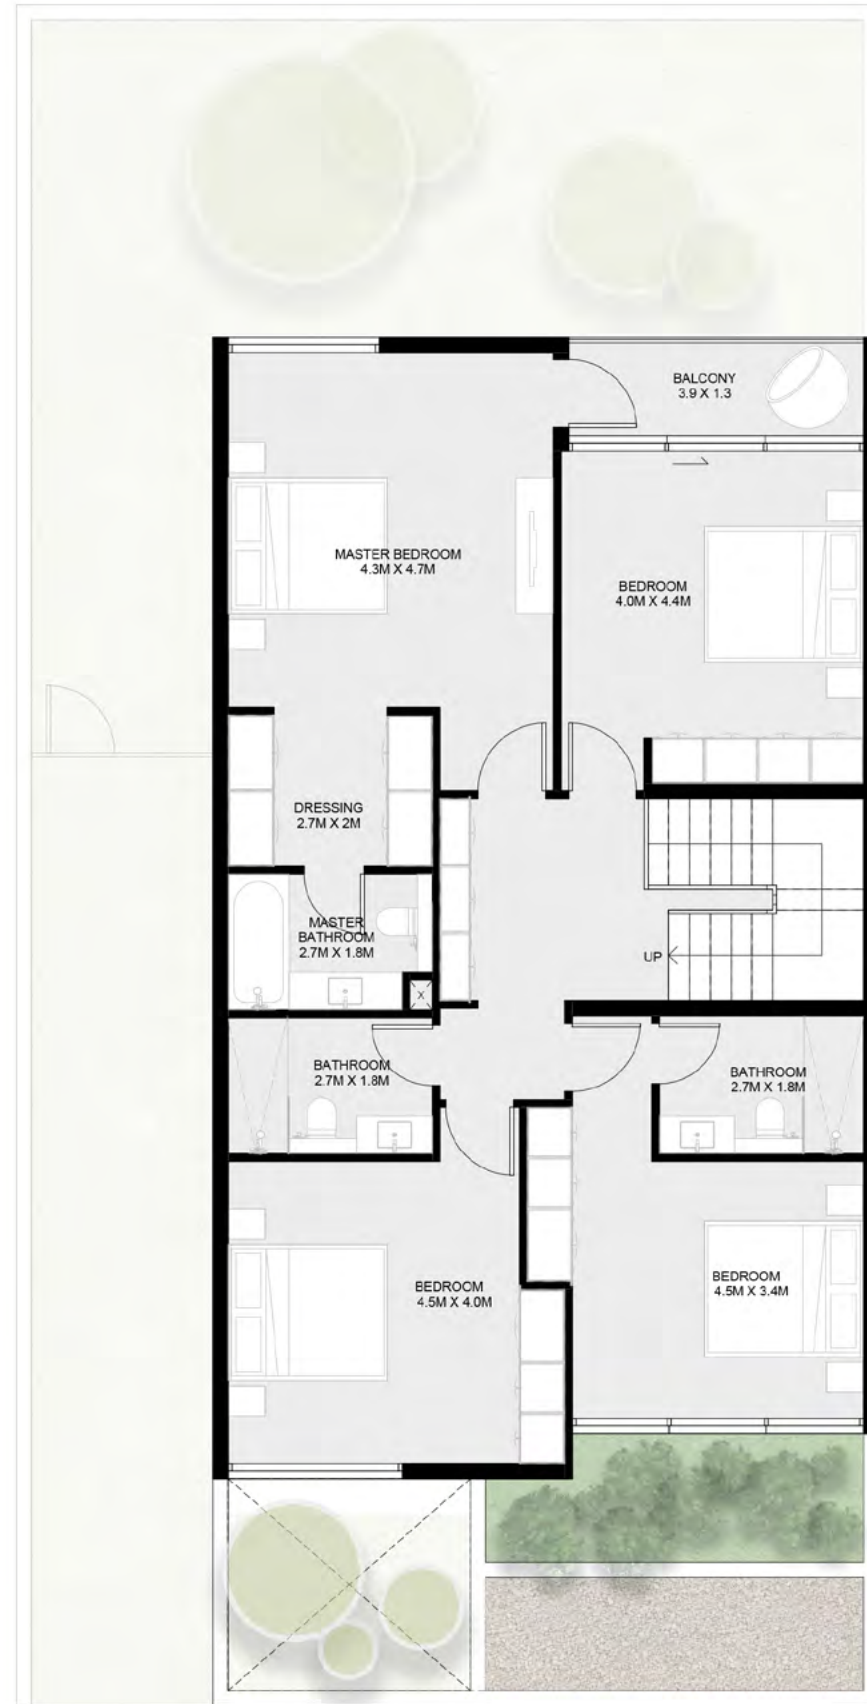 BALCONY
3.9 X 1.3
MASTER BEDROOM
4.3M X 4.7M
BEDROOM
4.0M X 4.4M
DRESSING
2.7M X 2M
MASTER
BATHROOM
2.7M X 1.8M
X
UP
BATHROOM
2.7M X 1.8M
BATHROOM
2.7M X 1.8M
BEDROOM
4.5M X 4.0M
BEDROOM
4.5M X 3.4M